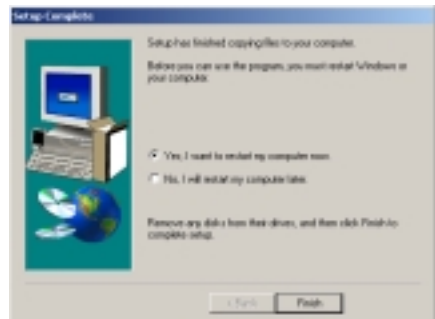 Setup Complete
Setup has finished copying files to your computer.
Before you can use the program, you must restart Windows or
your computer.
Yes, I want to restart my computer now.
No, I will restart my computer later.
Remove any disks from their drives, and then click Finish to
complete setup.
< Back
Finish